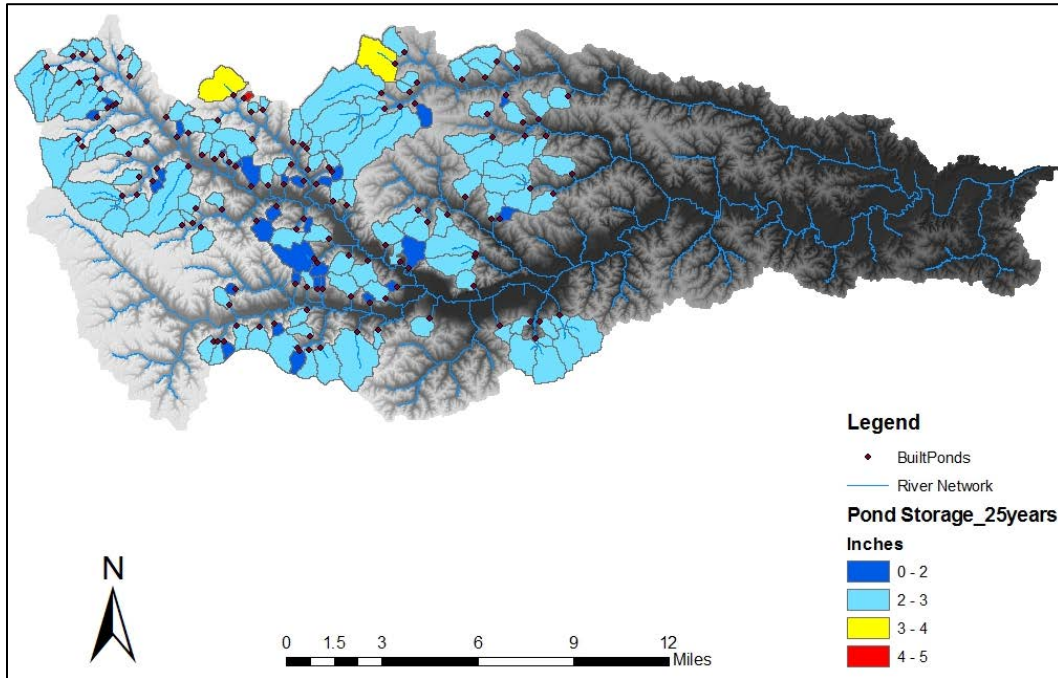 Legend
BuiltPonds
River Network
Pond Storage_25years
Inches
0 - 2
2 - 3
3 - 4
4 - 5
N
0 1.5 3 6 9 12
Miles